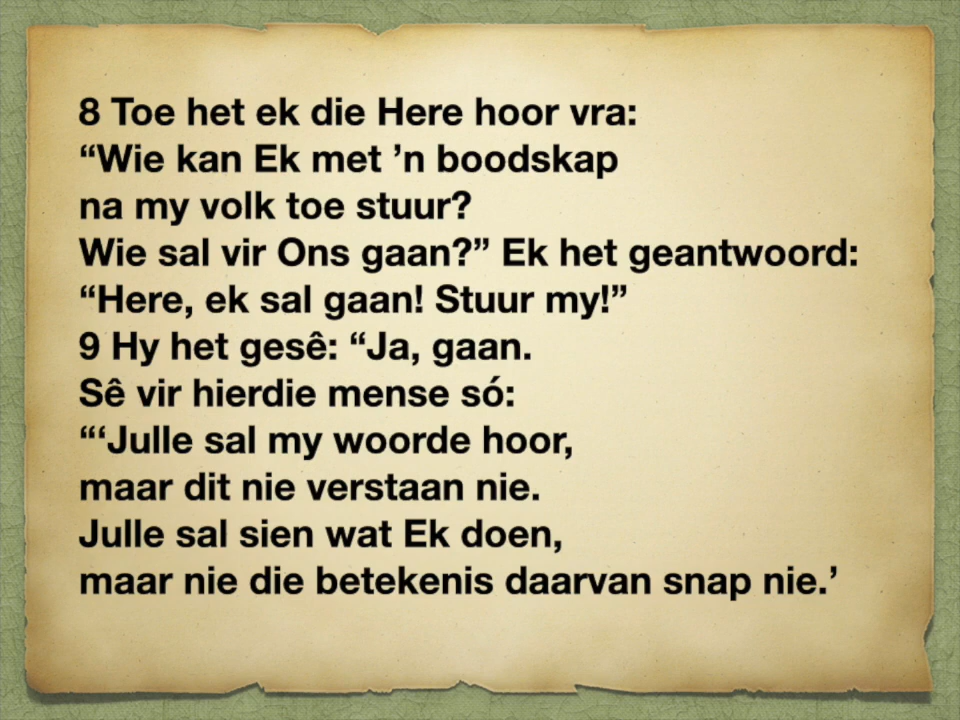 8 Toe het ek die Here hoor vra:
“Wie kan Ek met ’n boodskap
na my volk toe stuur?
Wie sal vir Ons gaan?” Ek het geantwoord:
“Here, ek sal gaan! Stuur my!”
9 Hy het gesê: “Ja, gaan.
Sê vir hierdie mense só:
“‘Julle sal my woorde hoor,
maar dit nie verstaan nie.
Julle sal sien wat Ek doen,
maar nie die betekenis daarvan snap nie.’